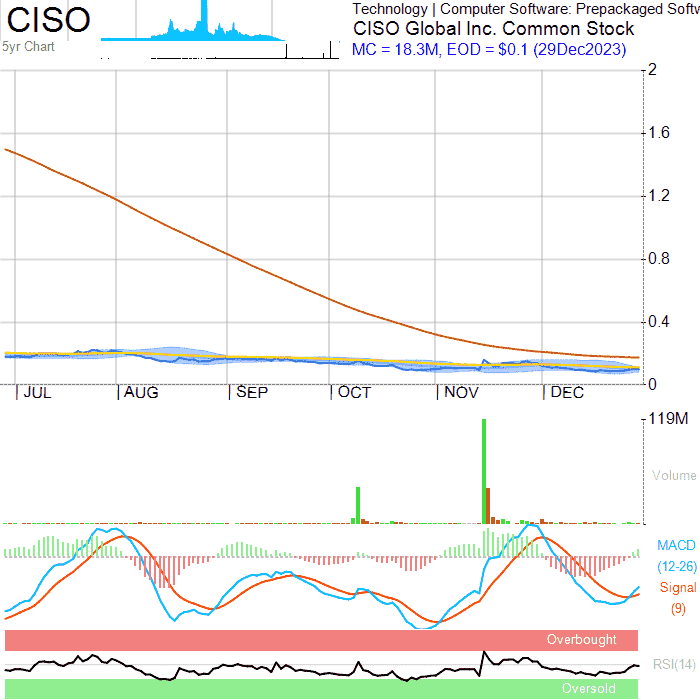 CISO
5yr Chart
Technology | Computer Software: Prepackaged Softw
CISO Global Inc. Common Stock
MC = 18.3M, EOD = $0.1 (29Dec2023)
2
1.6
1.2
0.8
0.4
0
JUL AUG SEP OCT NOV DEC
119M
Volume
MACD
(12-26)
Signal
(9)
Overbought
RSI(14)
Oversold